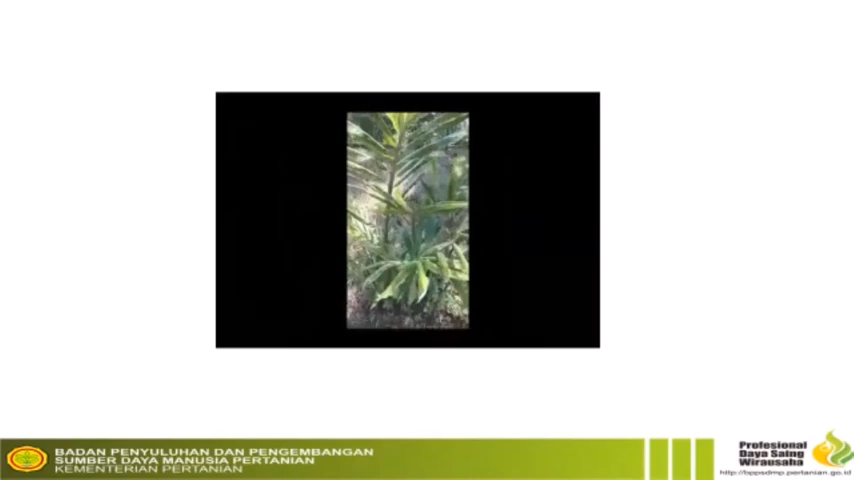 BADAN PENYULUHAN DAN PENGEMBANGAN
SUMBER DAYA MANUSIA PERTANIAN
KEMENTERIAN PERTANIAN
Profesional
Daya Saing
Wirausaha
http://bppsdmp.pertanian.go.id